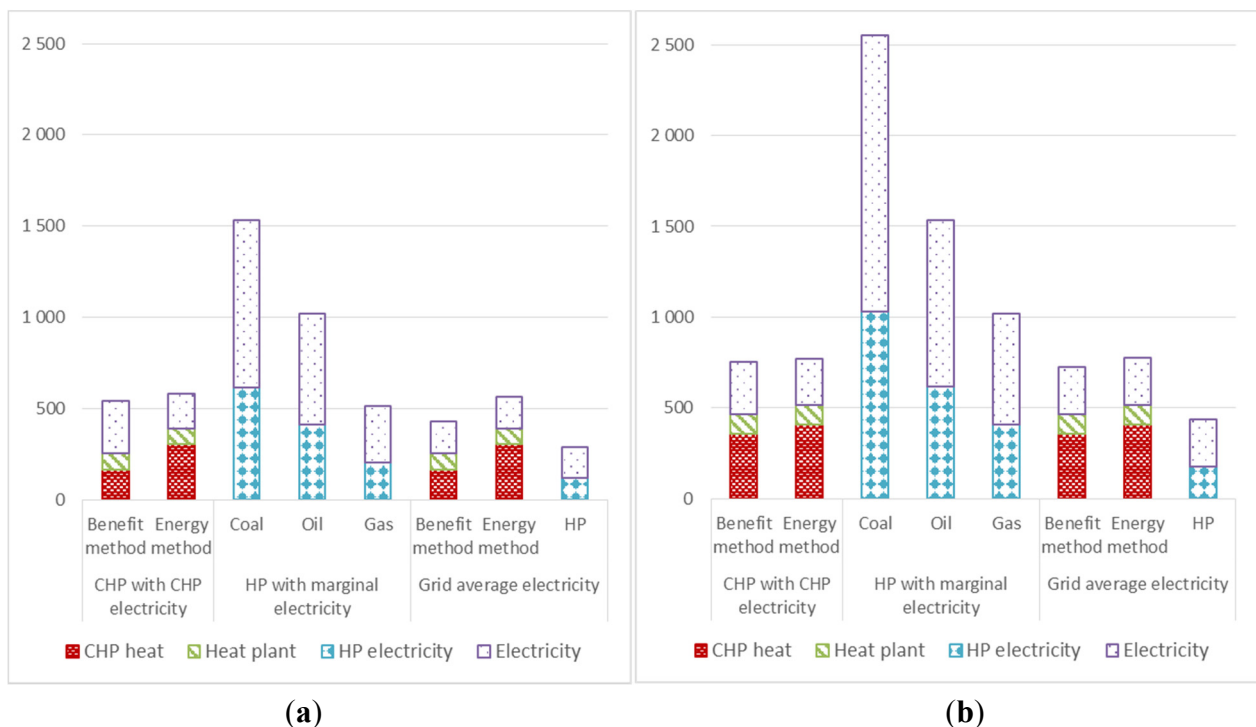 2 500
2 000
1 500
1 000
500
0
Benefit method Energy method Coal Oil Gas Benefit method Energy method HP
CHP with CHP electricity HP with marginal electricity Grid average electricity
CHP heat Heat plant HP electricity Electricity
(a)
2 500
2 000
1 500
1 000
500
0
Benefit method Energy method Coal Oil Gas Benefit method Energy method HP
CHP with CHP electricity HP with marginal electricity Grid average electricity
CHP heat Heat plant HP electricity Electricity
(b)